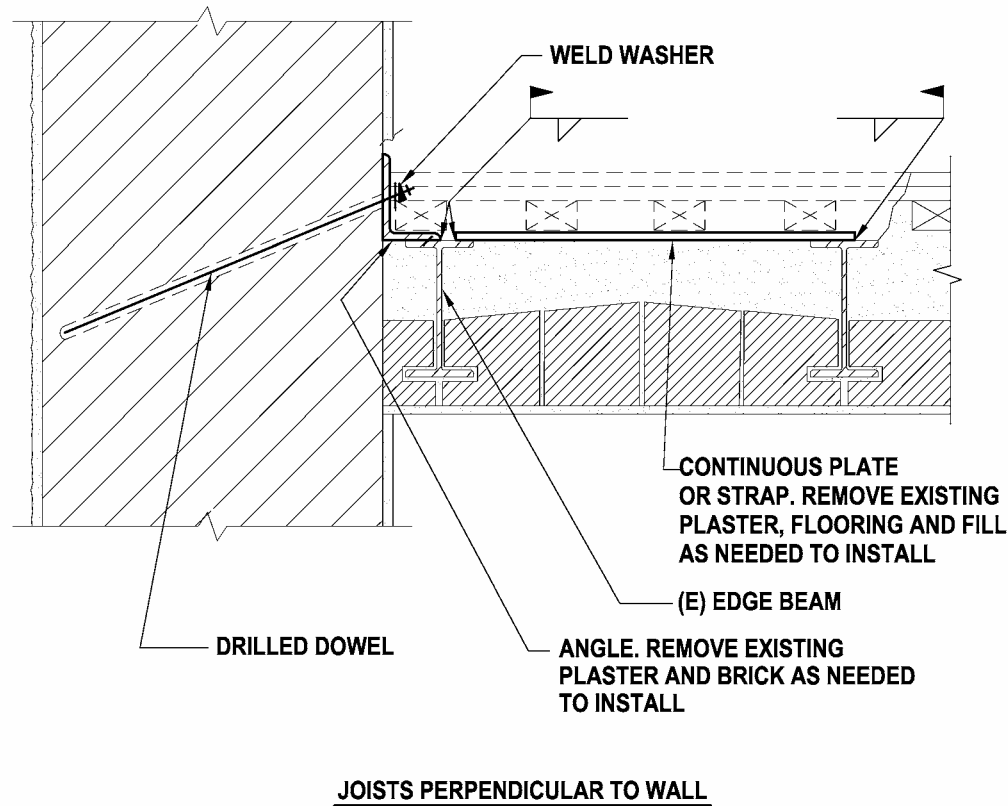 WELD WASHER
CONTINUOUS PLATE
OR STRAP. REMOVE EXISTING
PLASTER, FLOORING AND FILL
AS NEEDED TO INSTALL
(E) EDGE BEAM
DRILLED DOWEL
ANGLE. REMOVE EXISTING
PLASTER AND BRICK AS NEEDED
TO INSTALL
JOISTS PERPENDICULAR TO WALL